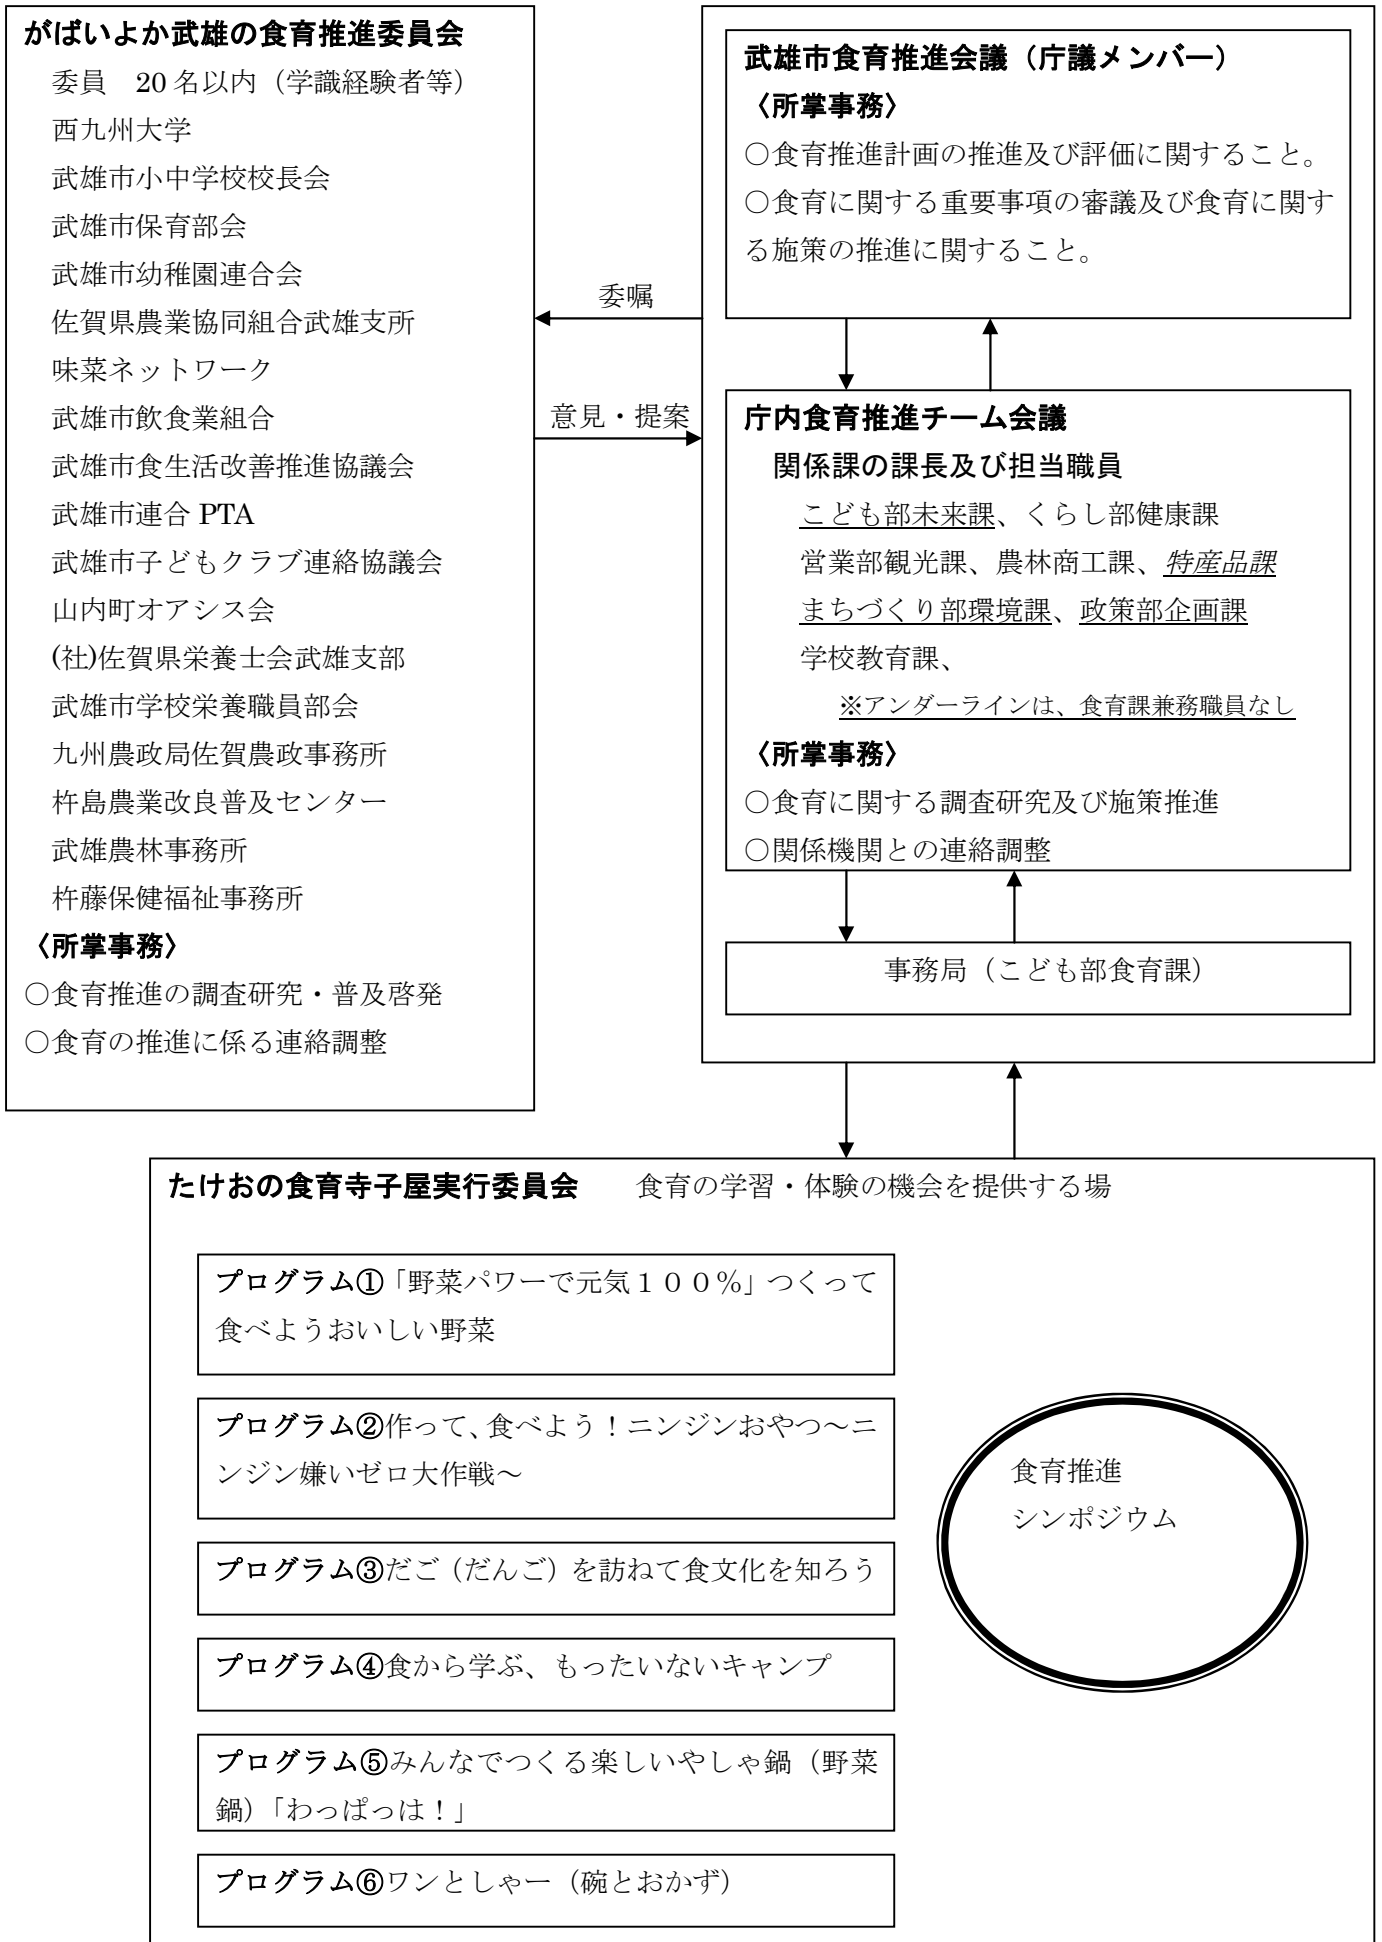 がばいよか武雄の食育推進委員会
委員　20 名以内（学識経験者等）
西九州大学
武雄市小中学校校長会
武雄市保育部会
武雄市幼稚園連合会
佐賀県農業協同組合武雄支所
味菜ネットワーク
武雄市飲食業組合
武雄市食生活改善推進協議会
武雄市連合 PTA
武雄市子どもクラブ連絡協議会
山内町オアシス会
(社)佐賀県栄養士会武雄支部
武雄市学校栄養職員部会
九州農政局佐賀農政事務所
杵島農業改良普及センター
武雄農林事務所
杵藤保健福祉事務所
〈所掌事務〉
○食育推進の調査研究・普及啓発
○食育の推進に係る連絡調整
委嘱
意見・提案
武雄市食育推進会議（庁議メンバー）
〈所掌事務〉
○食育推進計画の推進及び評価に関すること。
○食育に関する重要事項の審議及び食育に関す
る施策の推進に関すること。
庁内食育推進チーム会議
関係課の課長及び担当職員
こども部未来課、くらし部健康課
営業部観光課、農林商工課、特産品課
まちづくり部環境課、政策部企画課
学校教育課、
※アンダーラインは、食育課兼務職員なし
〈所掌事務〉
○食育に関する調査研究及び施策推進
○関係機関との連絡調整
事務局（こども部食育課）
たけおの食育寺子屋実行委員会　　食育の学習・体験の機会を提供する場
プログラム①「野菜パワーで元気１００％」つくって
食べようおいしい野菜
プログラム②作って、食べよう！ニンジンおやつ～ニ
ンジン嫌いゼロ大作戦～
プログラム③だご（だんご）を訪ねて食文化を知ろう
プログラム④食から学ぶ、もったいないキャンプ
プログラム⑤みんなでつくる楽しいやしゃ鍋（野菜
鍋）「わっぱっは！」
プログラム⑥ワンとしゃー（碗とおかず）
食育推進
シンポジウム